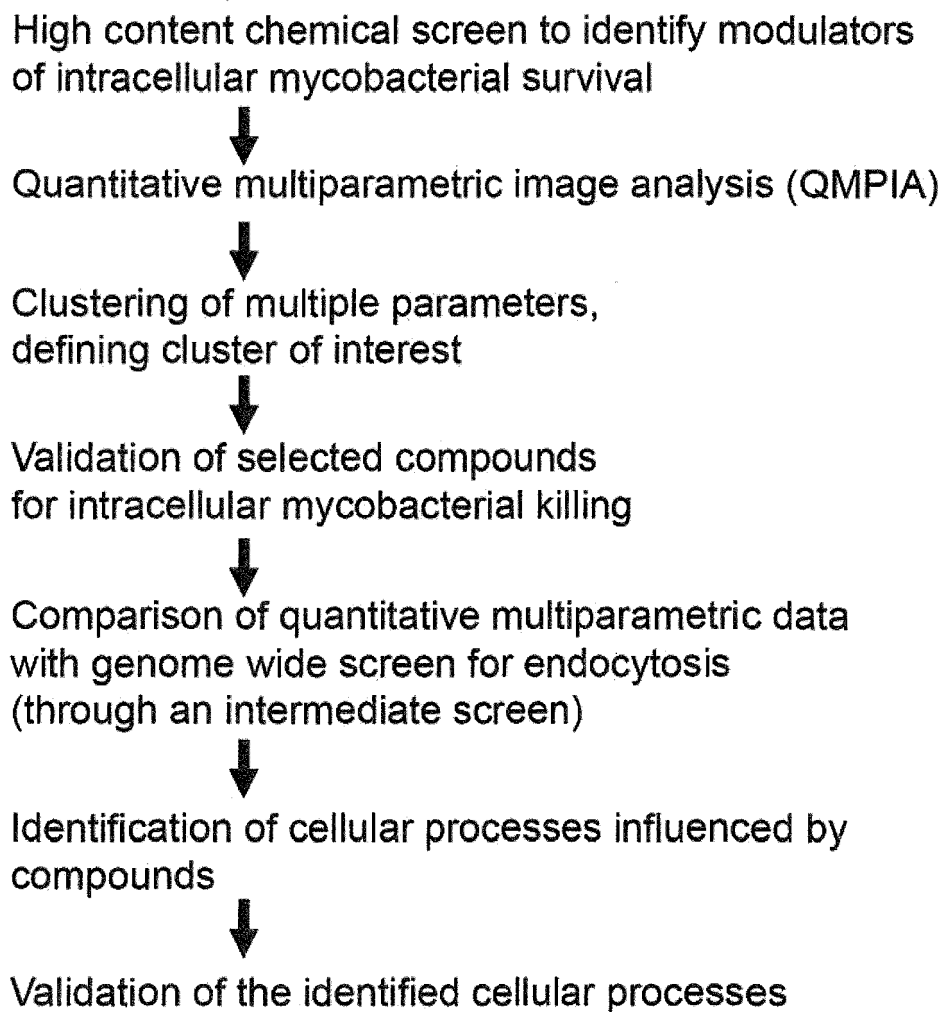 High content chemical screen to identify modulators
of intracellular mycobacterial survival
Quantitative multiparametric image analysis (QMPIA)
Clustering of multiple parameters,
defining cluster of interest
Validation of selected compounds
for intracellular mycobacterial killing
Comparison of quantitative multiparametric data
with genome wide screen for endocytosis
(through an intermediate screen)
Identification of cellular processes influenced by
compounds
Validation of the identified cellular processes